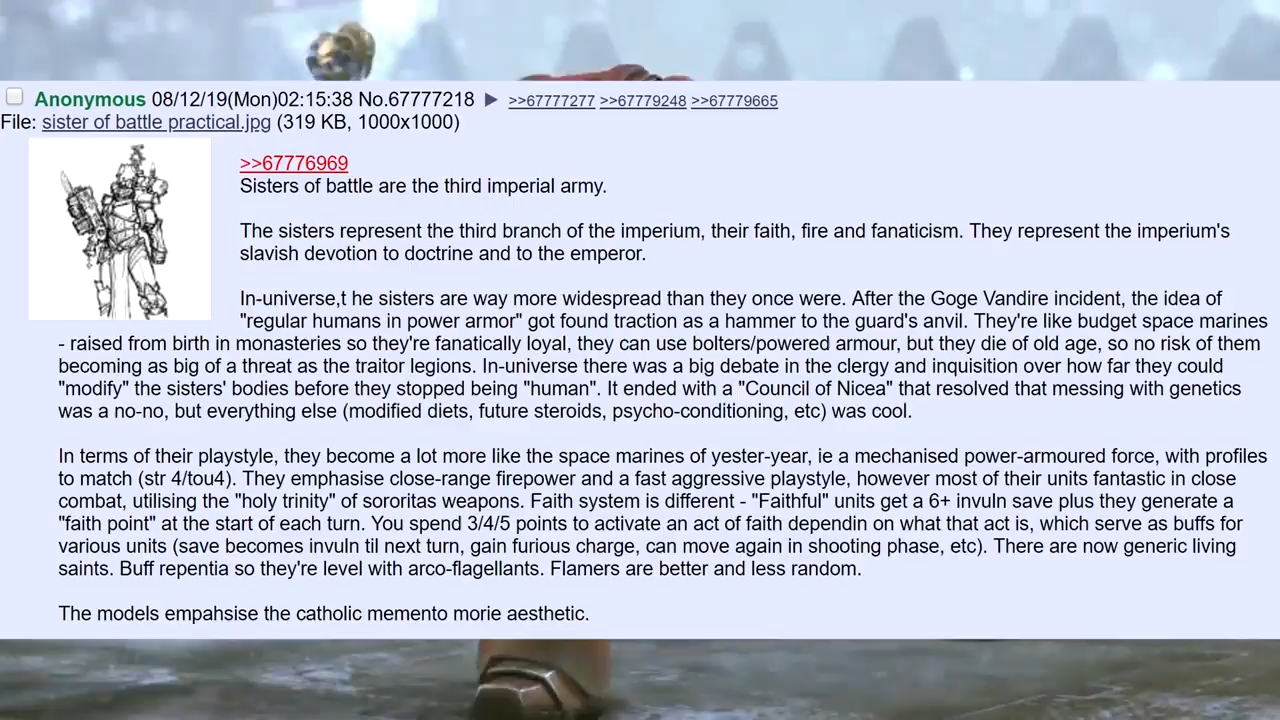 Anonymous 08/12/19(Mon)02:15:38 No.67777218 ▶ >>67777277 >>67779248 >>67779665
File: sister of battle practical.jpg (319 KB, 1000x1000)
>>67776969
Sisters of battle are the third imperial army.
The sisters represent the third branch of the imperium, their faith, fire and fanaticism. They represent the imperium's
slavish devotion to doctrine and to the emperor.
In-universe,t he sisters are way more widespread than they once were. After the Goge Vandire incident, the idea of
"regular humans in power armor" got found traction as a hammer to the guard's anvil. They're like budget space marines
- raised from birth in monasteries so they're fanatically loyal, they can use bolters/powered armour, but they die of old age, so no risk of them
becoming as big of a threat as the traitor legions. In-universe there was a big debate in the clergy and inquisition over how far they could
"modify" the sisters' bodies before they stopped being "human". It ended with a "Council of Nicea" that resolved that messing with genetics
was a no-no, but everything else (modified diets, future steroids, psycho-conditioning, etc) was cool.
In terms of their playstyle, they become a lot more like the space marines of yester-year, ie a mechanised power-armoured force, with profiles
to match (str 4/tou4). They emphasise close-range firepower and a fast aggressive playstyle, however most of their units fantastic in close
combat, utilising the "holy trinity" of sororitas weapons. Faith system is different - "Faithful" units get a 6+ invuln save plus they generate a
"faith point" at the start of each turn. You spend 3/4/5 points to activate an act of faith dependin on what that act is, which serve as buffs for
various units (save becomes invuln til next turn, gain furious charge, can move again in shooting phase, etc). There are now generic living
saints. Buff repentia so they're level with arco-flagellants. Flamers are better and less random.
The models empahsise the catholic memento morie aesthetic.